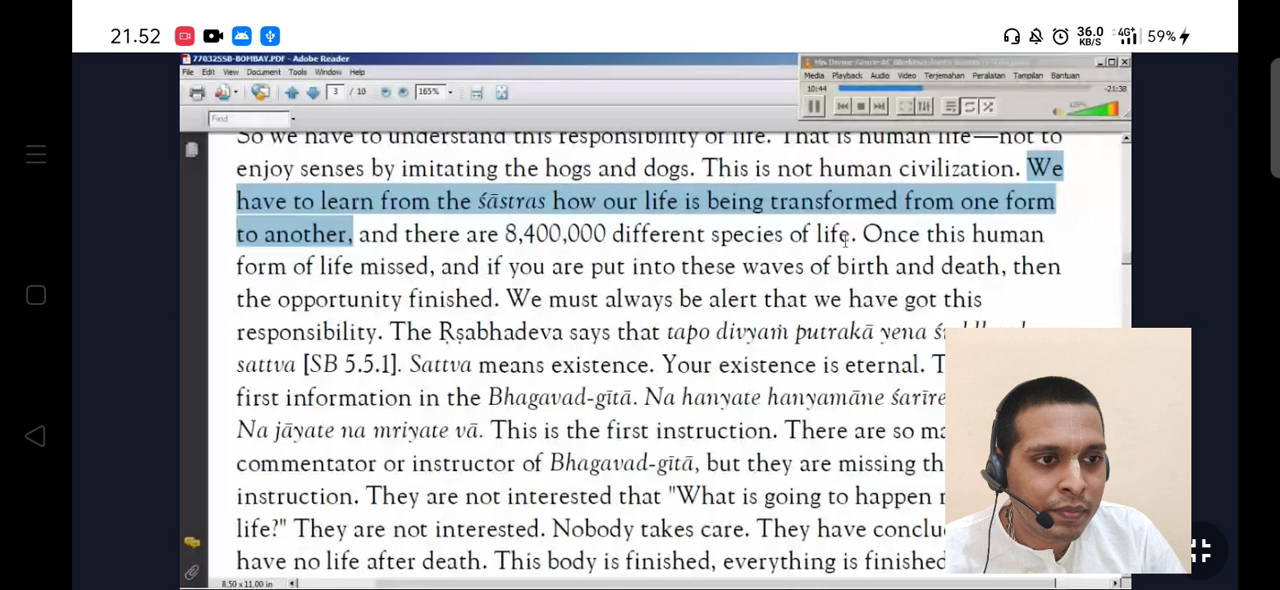 21.52
36.0 KB/S 4G+ 59%
770325SB-BOMBAY.PDF - Adobe Reader
File Edit View Document Tools Window Help
Media Playback Audio Video Terjemahan Peralatan Tampilan Bantuan
10:44 -21:38
3 / 10 165%
Find
So we have to understand this responsibility of life. That is human life—not to
enjoy senses by imitating the hogs and dogs. This is not human civilization. We
have to learn from the śāstras how our life is being transformed from one form
to another, and there are 8,400,000 different species of life. Once this human
form of life missed, and if you are put into these waves of birth and death, then
the opportunity finished. We must always be alert that we have got this
responsibility. The Ṛṣabhadeva says that tapo divyaṁ putrakā yena
sattva [SB 5.5.1]. Sattva means existence. Your existence is eternal.
first information in the Bhagavad-gītā. Na hanyate hanyamāne śarīre
Na jāyate na mriyate vā. This is the first instruction. There are so
commentator or instructor of Bhagavad-gītā, but they are missing
instruction. They are not interested that "What is going to happen
life?" They are not interested. Nobody takes care. They have
have no life after death. This body is finished, everything is finished
8.50 x 11.00 in